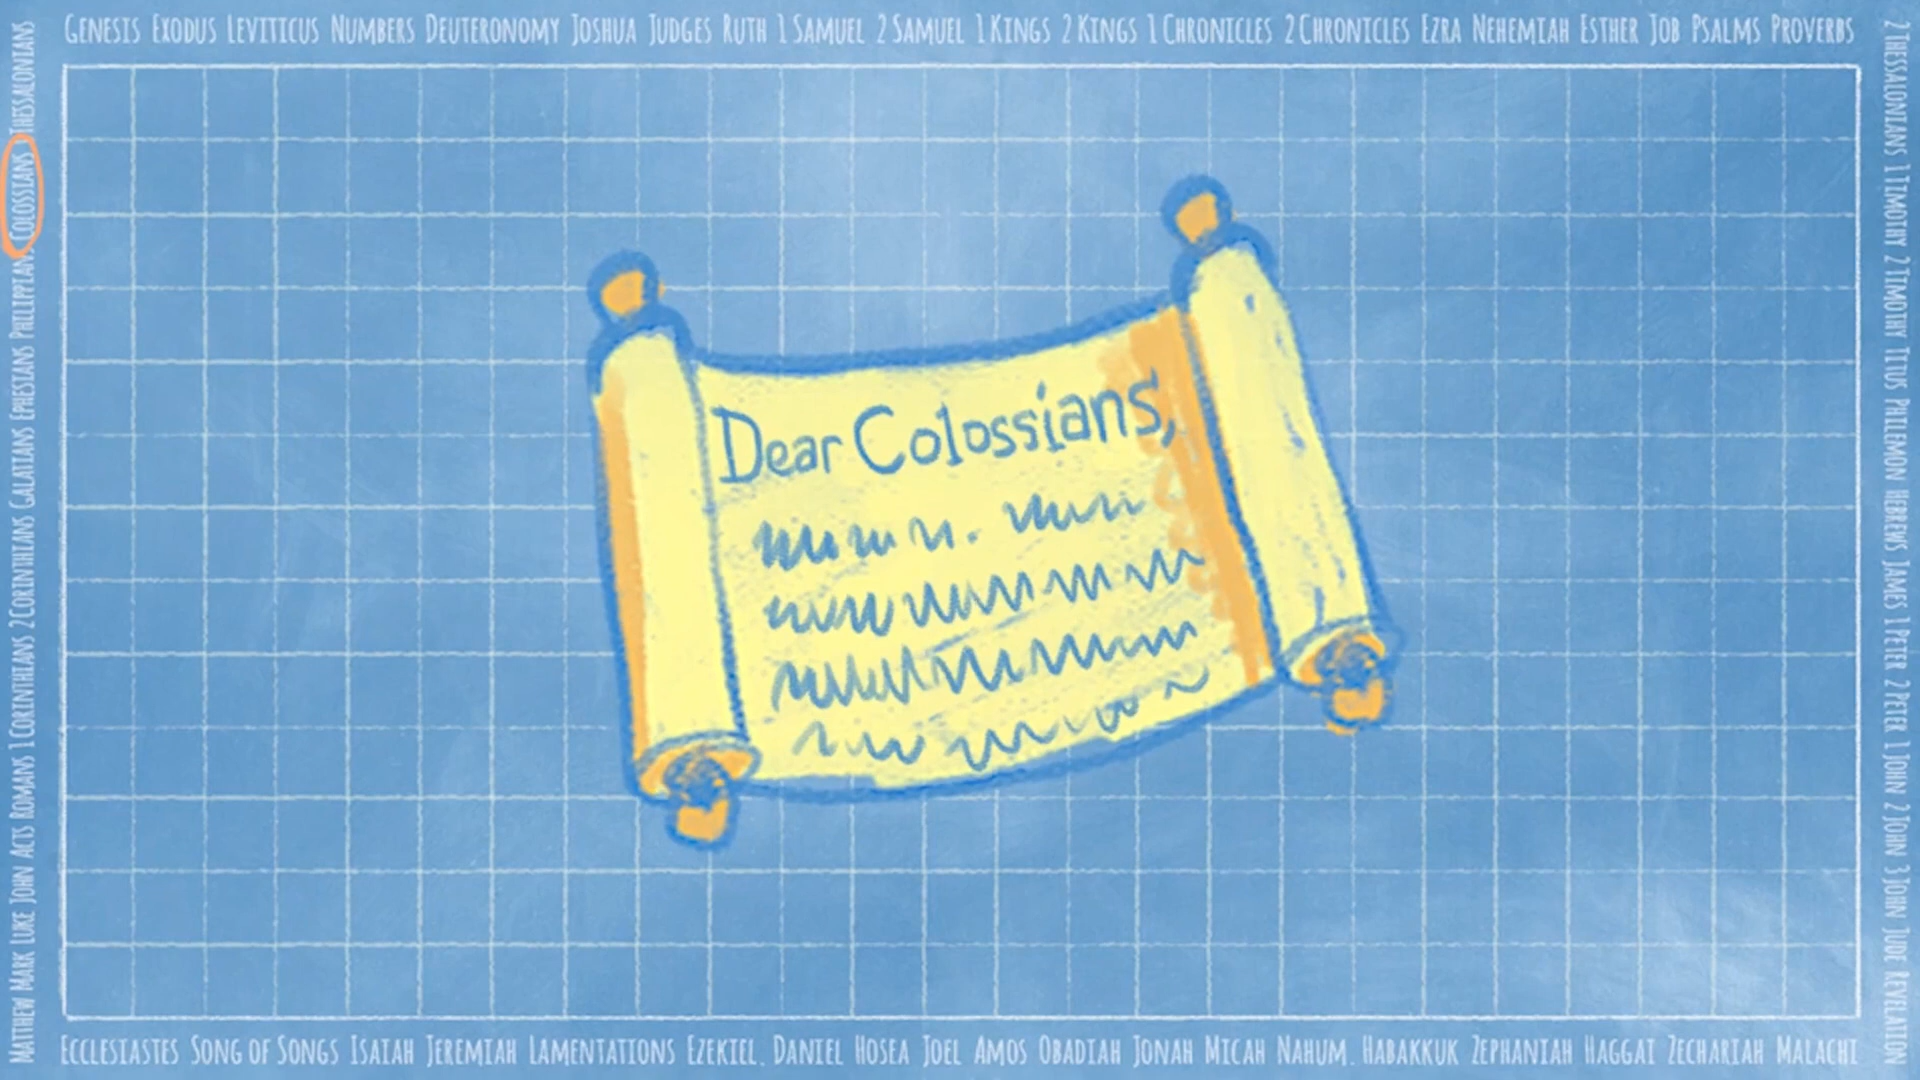 Genesis Exodus Leviticus Numbers Deuteronomy Joshua Judges Ruth 1 Samuel 2 Samuel 1 Kings 2 Kings 1 Chronicles 2 Chronicles Ezra Nehemiah Esther Job Psalms Proverbs
Matthew Mark Luke John Acts Romans 1 Corinthians 2 Corinthians Galatians Ephesians Philippians Colossians 1 Thessalonians
Dear Colossians,
2 Thessalonians 1 Timothy 2 Timothy Titus Philemon Hebrews James 1 Peter 2 Peter 1 John 2 John 3 John Jude Revelation
Ecclesiastes Song of Songs Isaiah Jeremiah Lamentations Ezekiel. Daniel Hosea Joel Amos Obadiah Jonah Micah Nahum. Habakkuk Zephaniah Haggai Zechariah Malachi